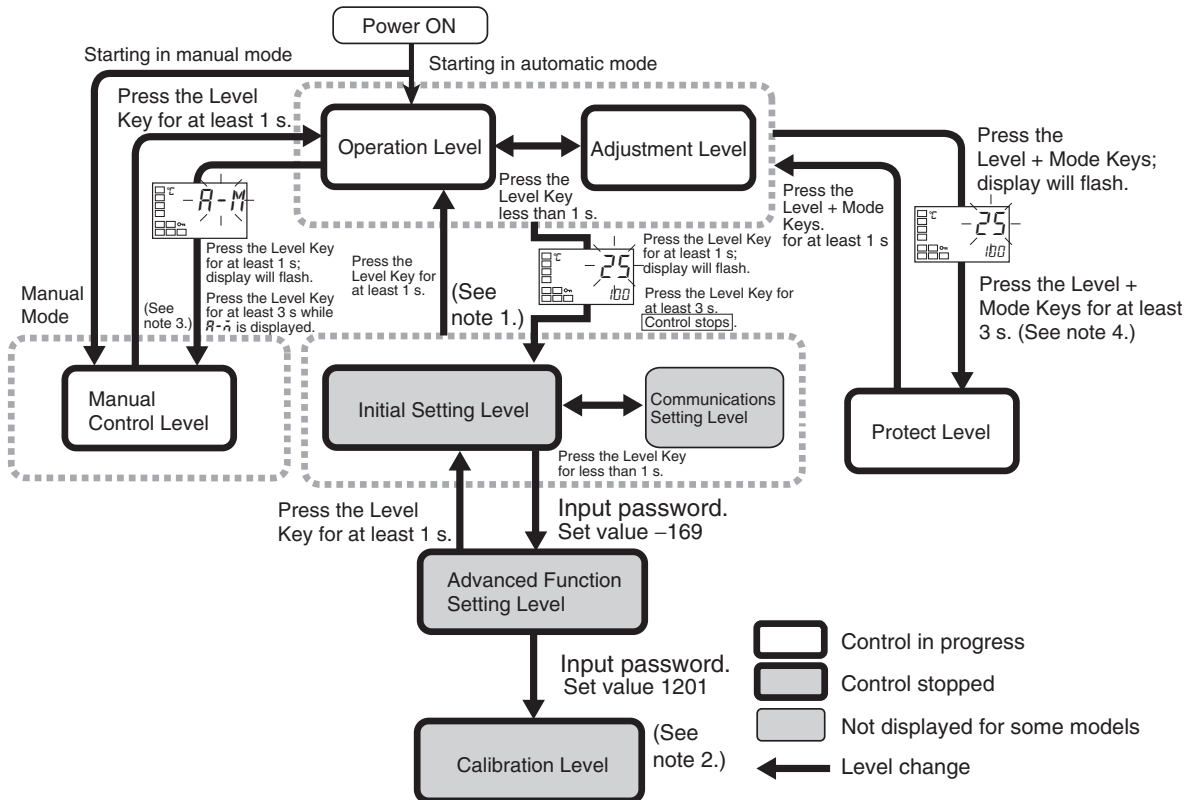 Power ON
Starting in manual mode
Starting in automatic mode
Press the Level
Key for at least 1 s.
Operation Level
Adjustment Level
Press the
Level Key
less than 1 s.
Press the
Level + Mode Keys;
display will flash.
Press the
Level + Mode
Keys.
for at least 1 s
°C
A-M
Press the Level Key
for at least 1 s;
display will flash.
Press the Level Key
for at least 3 s while
A-M is displayed.
Manual
Mode
(See
note 3.)
Press the
Level Key for
at least 1 s.
(See
note 1.)
°C
25
100
Press the Level Key
for at least 1 s;
display will flash.
Press the Level Key for
at least 3 s.
Control stops.
°C
25
100
Press the Level +
Mode Keys for at least
3 s. (See note 4.)
Manual
Control Level
Initial Setting Level
Communications
Setting Level
Protect Level
Press the Level Key
for less than 1 s.
Press the Level
Key for at least 1 s.
Input password.
Set value −169
Advanced Function
Setting Level
Input password.
Set value 1201
Calibration Level
(See
note 2.)
Control in progress
Control stopped
Not displayed for some models
Level change